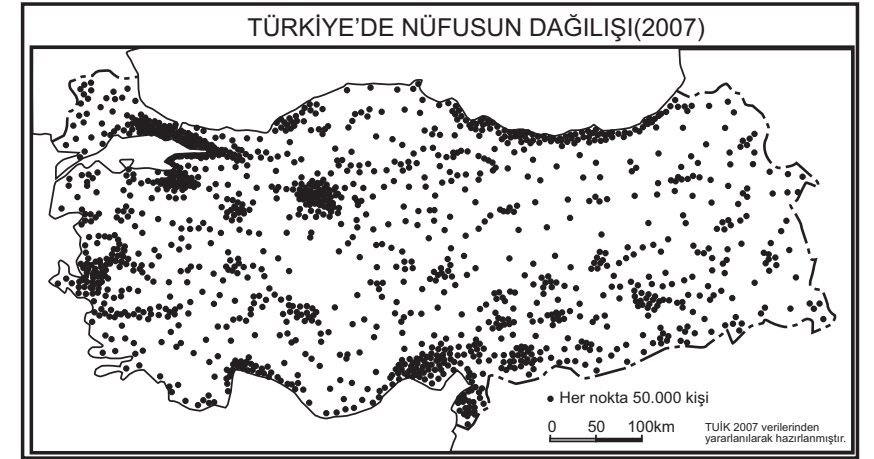 TÜRKİYE'DE NÜFUSUN DAĞILIŞI(2007)
Her nokta 50.000 kişi
0 50 100km
TUİK 2007 verilerinden
yararlanılarak hazırlanmıştır.